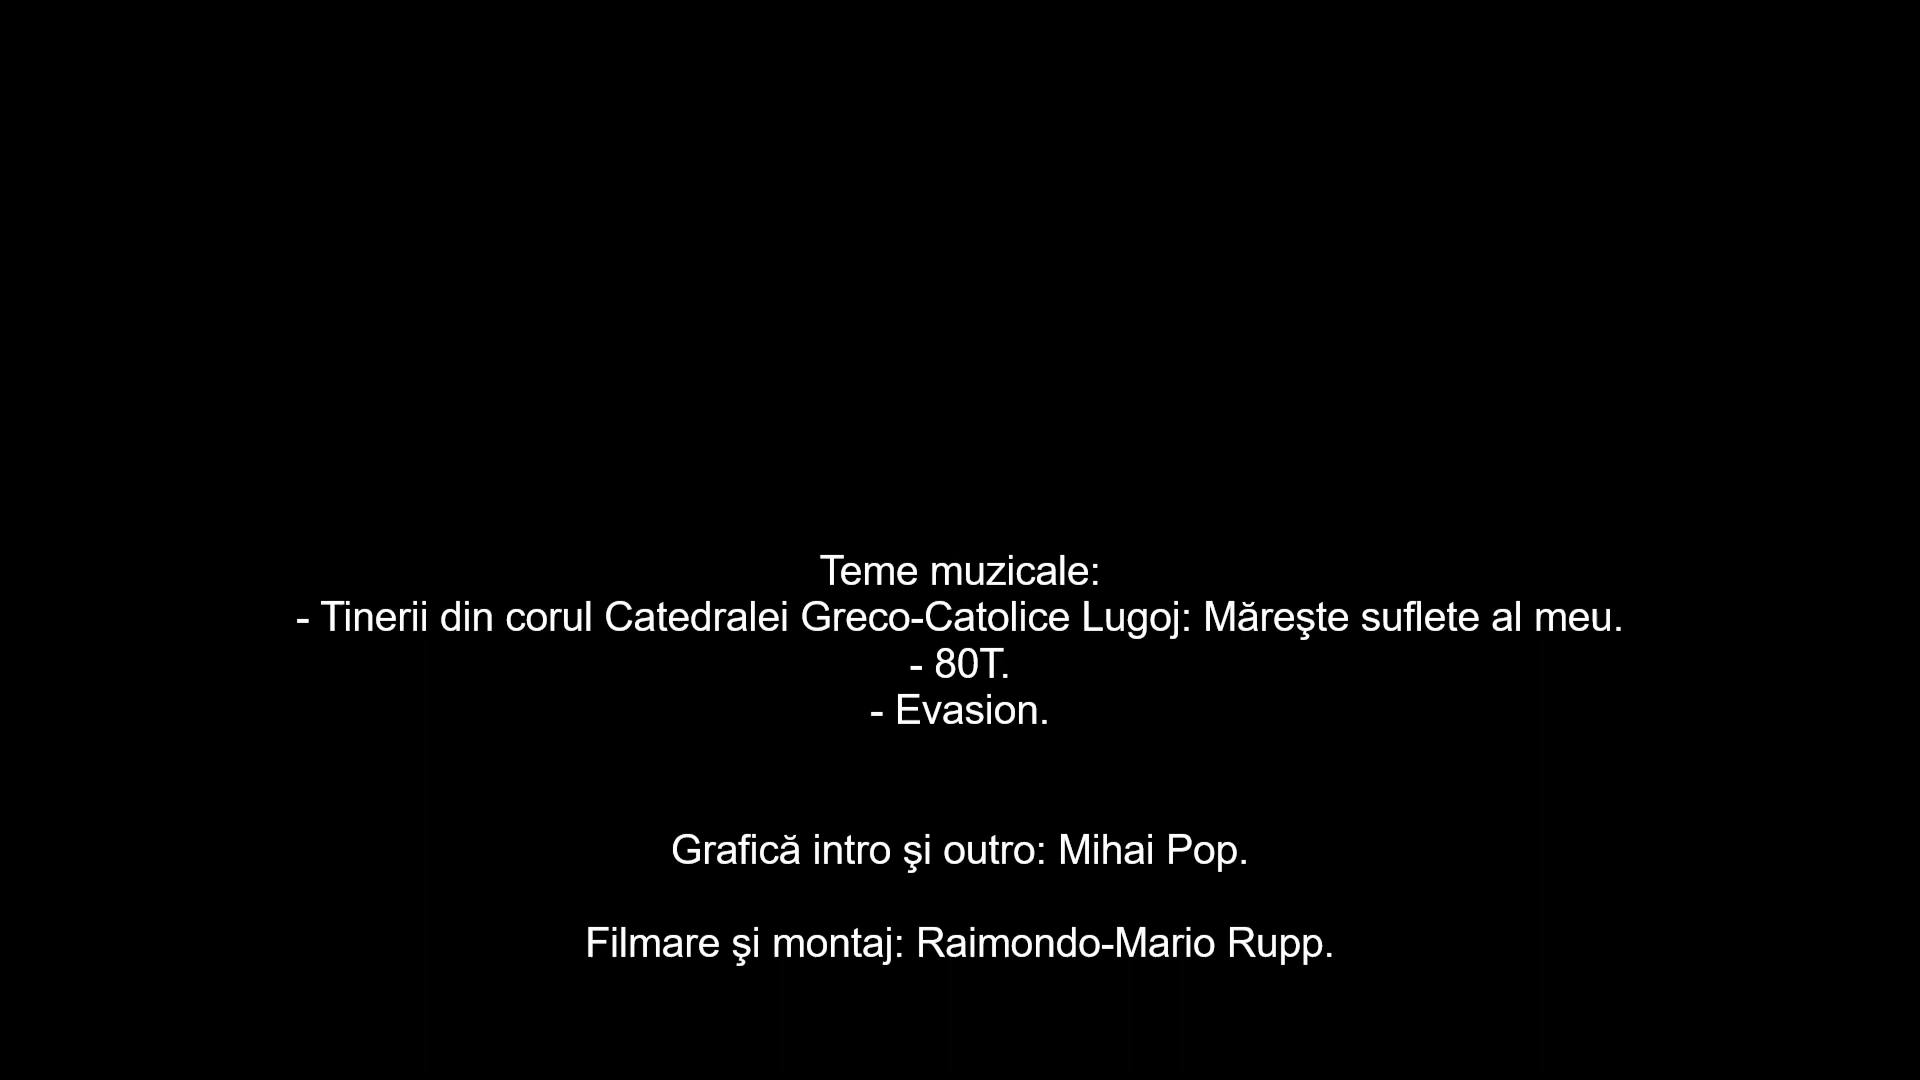 Teme muzicale:
- Tinerii din corul Catedralei Greco-Catolice Lugoj: Măreşte suflete al meu.
- 80T.
- Evasion.
Grafică intro şi outro: Mihai Pop.
Filmare şi montaj: Raimondo-Mario Rupp.